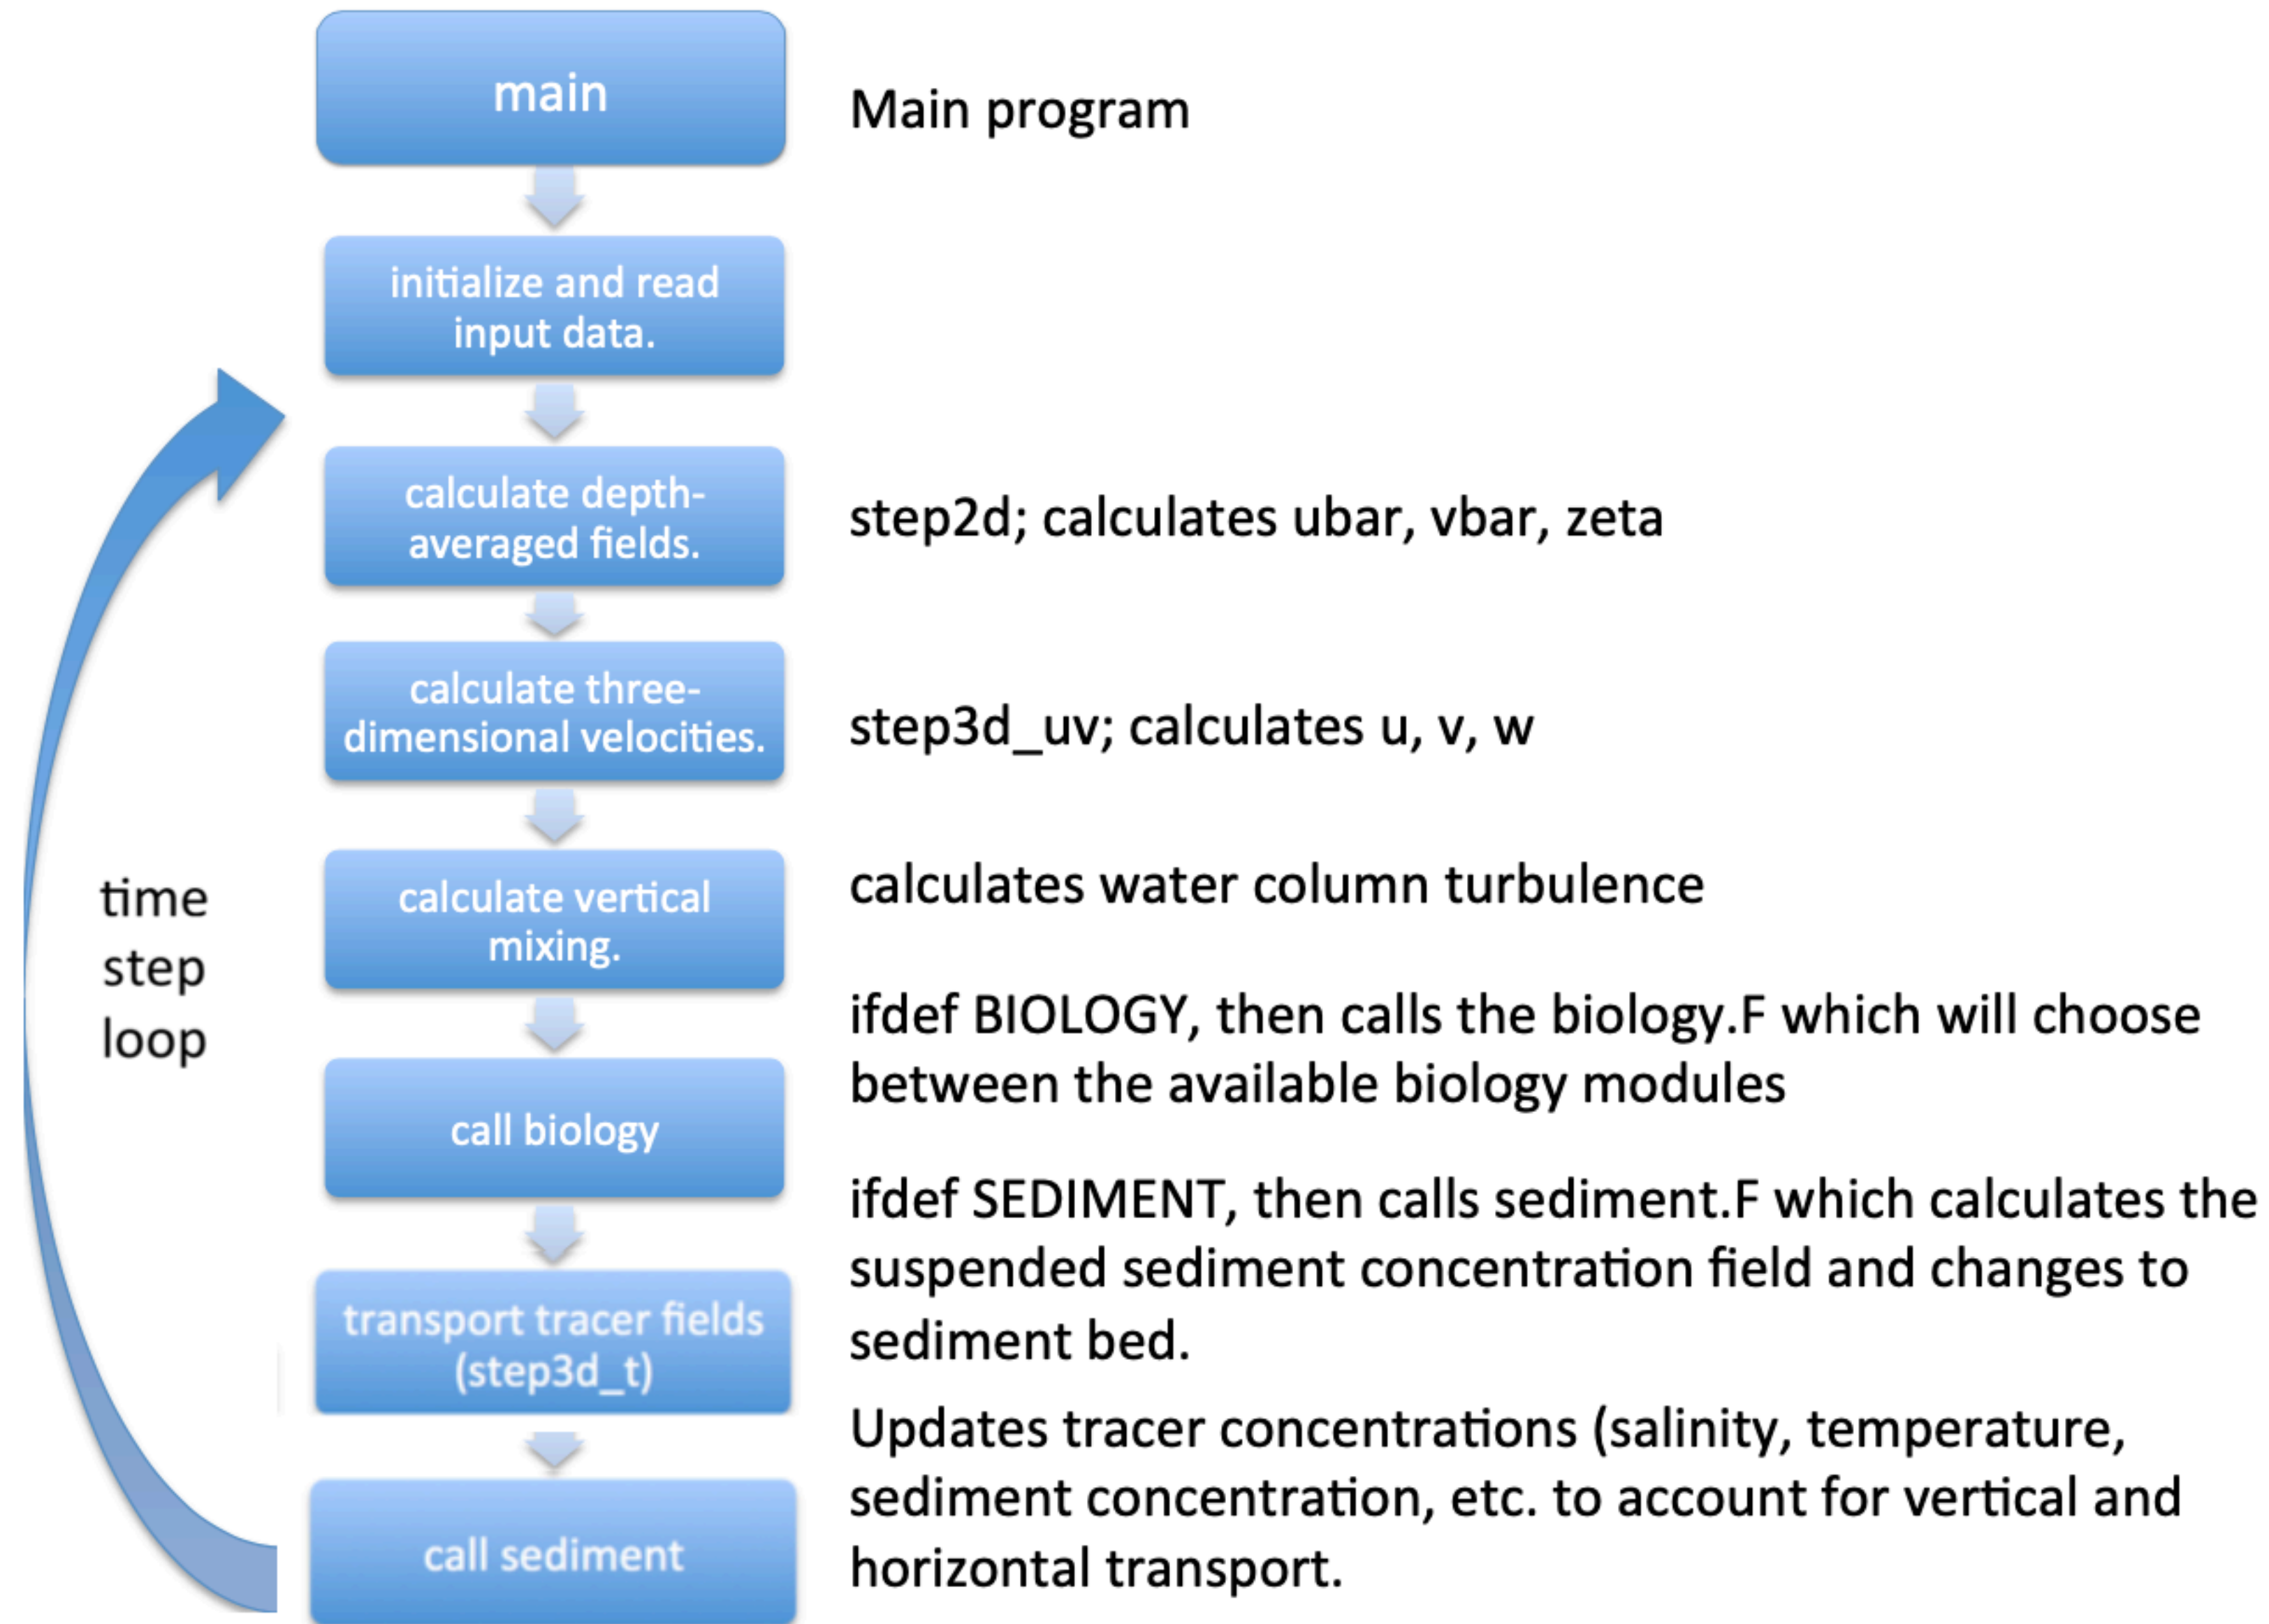 main
Main program
initialize and read
input data.
calculate depth-
averaged fields.
step2d; calculates ubar, vbar, zeta
calculate three-
dimensional velocities.
step3d_uv; calculates u, v, w
time
step
loop
calculate vertical
mixing.
calculates water column turbulence
call biology
ifdef BIOLOGY, then calls the biology.F which will choose
between the available biology modules
transport tracer fields
(step3d_t)
ifdef SEDIMENT, then calls sediment.F which calculates the
suspended sediment concentration field and changes to
sediment bed.
call sediment
Updates tracer concentrations (salinity, temperature,
sediment concentration, etc. to account for vertical and
horizontal transport.